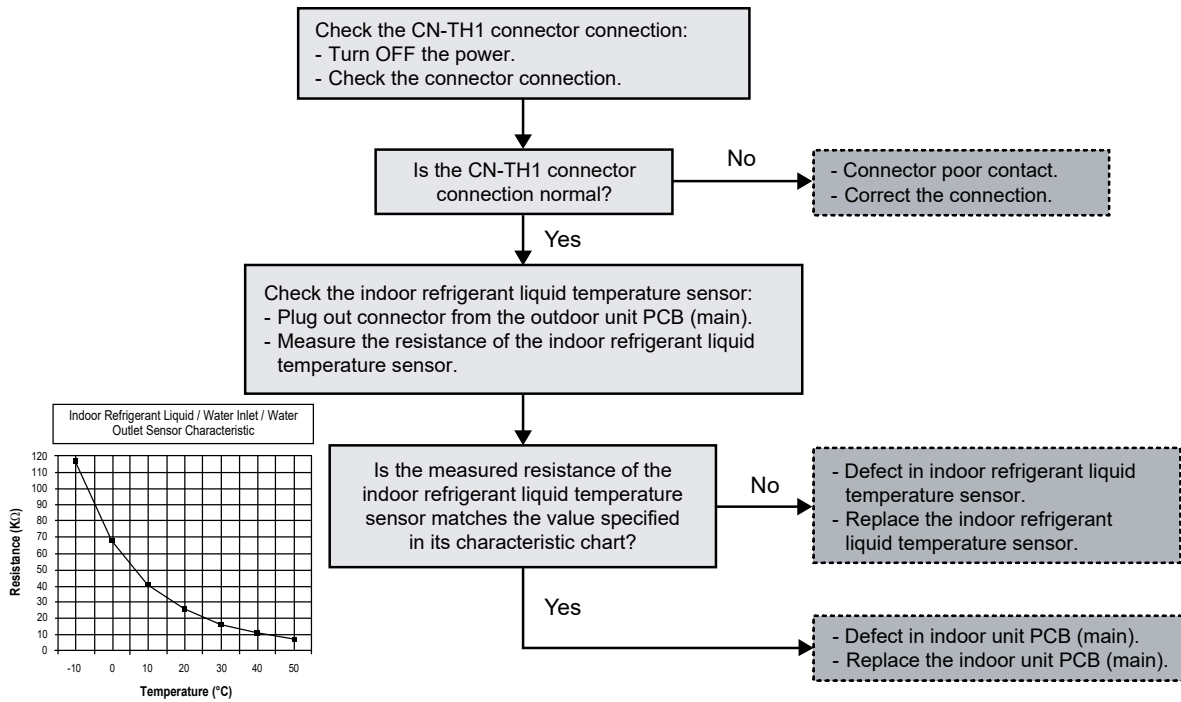 Check the CN-TH1 connector connection:
- Turn OFF the power.
- Check the connector connection.
Is the CN-TH1 connector
connection normal?
No
- Connector poor contact.
- Correct the connection.
Yes
Check the indoor refrigerant liquid temperature sensor:
- Plug out connector from the outdoor unit PCB (main).
- Measure the resistance of the indoor refrigerant liquid
temperature sensor.
Indoor Refrigerant Liquid / Water Inlet / Water
Outlet Sensor Characteristic
120
110
100
90
80
70
60
50
40
30
20
10
0
Resistance (KΩ)
-10 0 10 20 30 40 50
Temperature (°C)
Is the measured resistance of the
indoor refrigerant liquid temperature
sensor matches the value specified
in its characteristic chart?
No
- Defect in indoor refrigerant liquid
temperature sensor.
- Replace the indoor refrigerant
liquid temperature sensor.
Yes
- Defect in indoor unit PCB (main).
- Replace the indoor unit PCB (main).